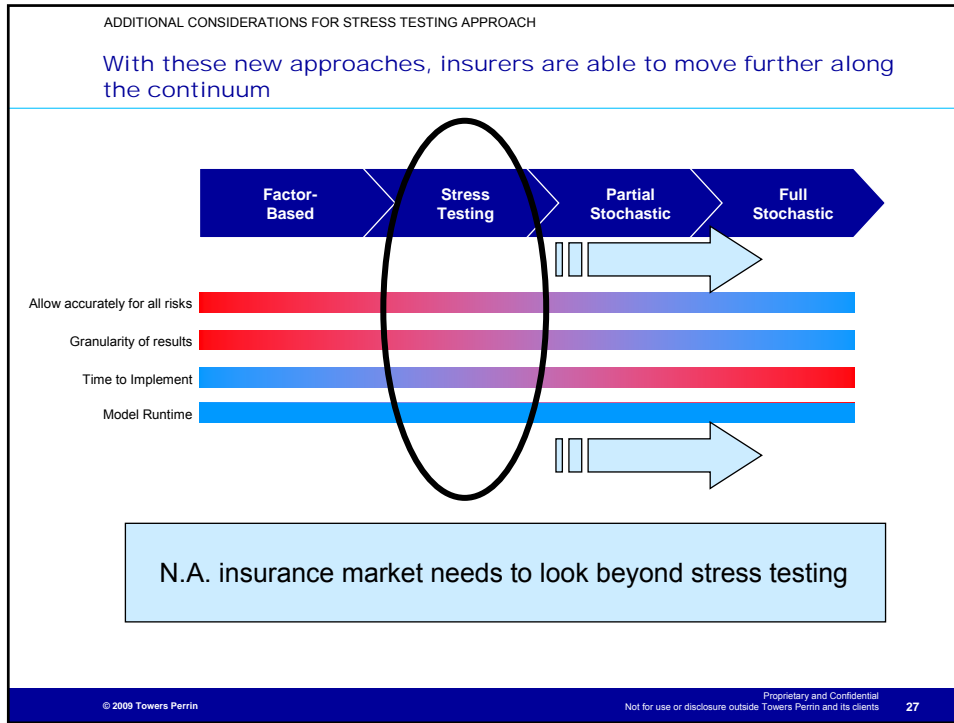 ADDITIONAL CONSIDERATIONS FOR STRESS TESTING APPROACH
With these new approaches, insurers are able to move further along
the continuum
Factor-
Based
Stress
Testing
Partial
Stochastic
Full
Stochastic
Allow accurately for all risks
Granularity of results
Time to Implement
Model Runtime
N.A. insurance market needs to look beyond stress testing
© 2009 Towers Perrin
Proprietary and Confidential
Not for use or disclosure outside Towers Perrin and its clients
27